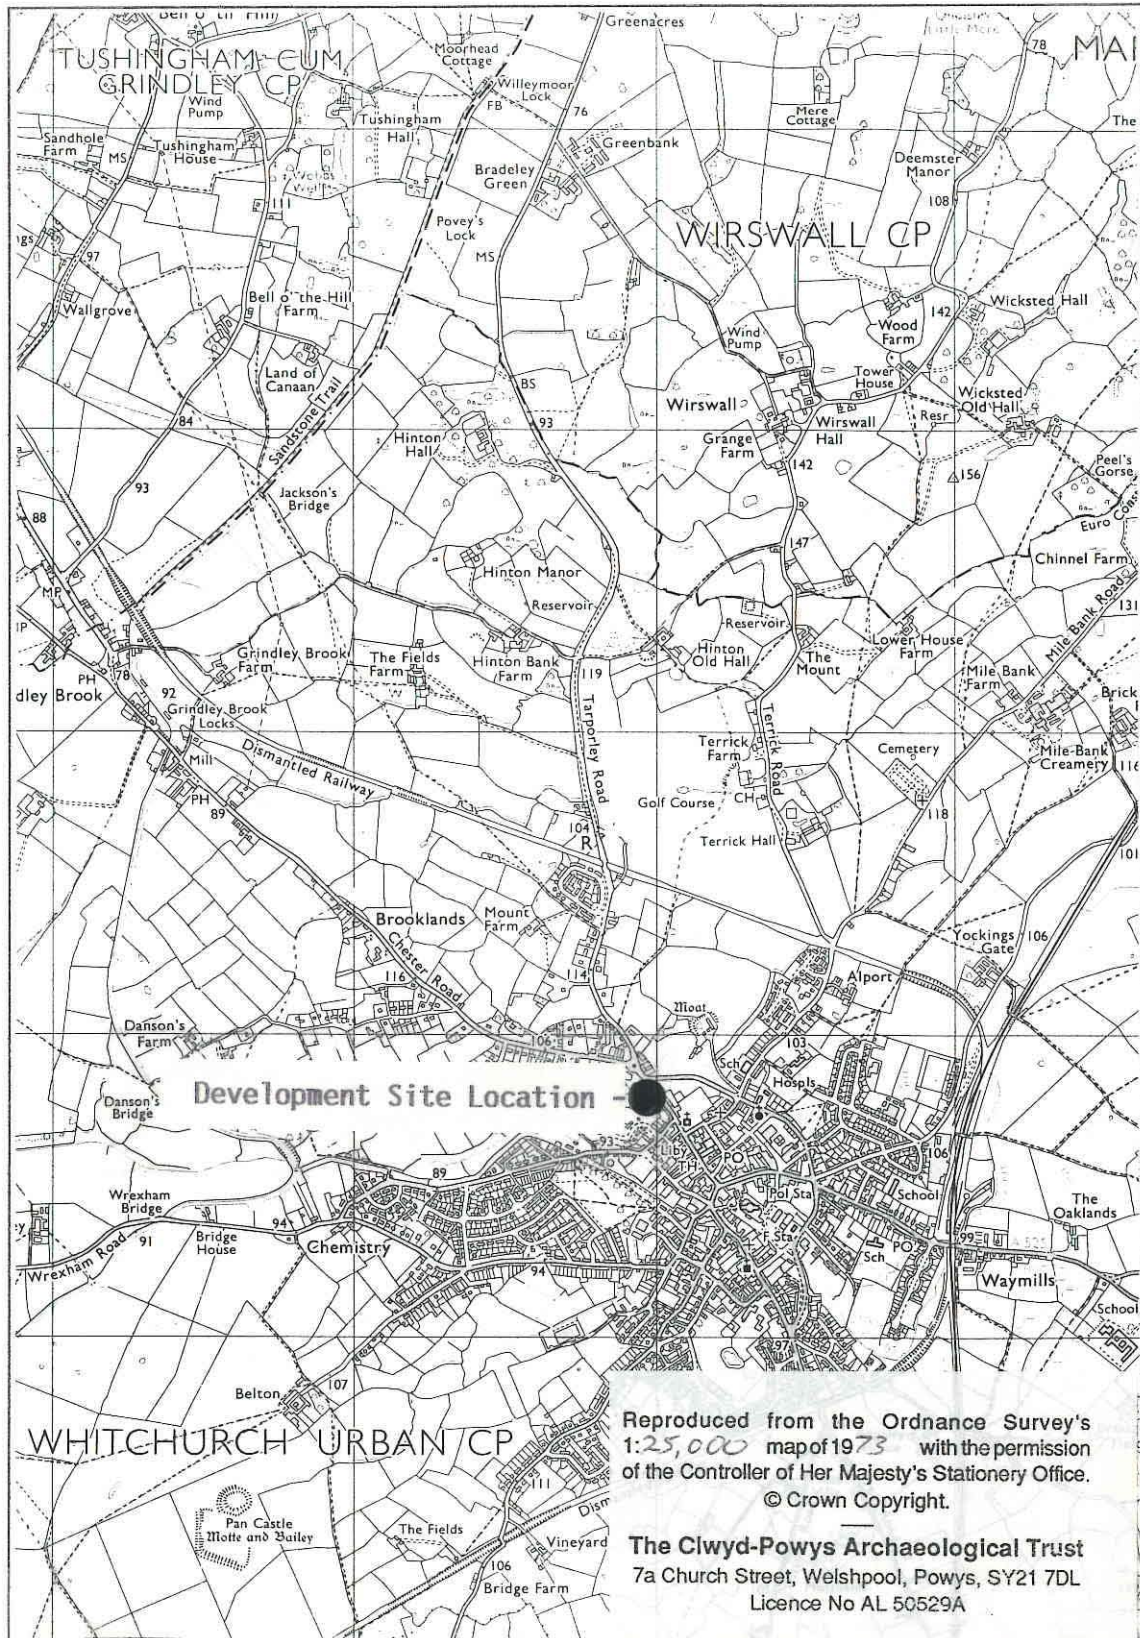 Bell o' th' Hill
Greenacres
78
MAI
TUSHINGHAM CUM
GRINDLEY CP
Moorhead
Cottage
Willeymoor
Lock
FB
76
Wind
Pump
Tushingham
Hall
Mere
Cottage
The
Sandhole
Farm
MS
Tushingham
House
Greenbank
Bradeley
Green
Deemster
Manor
108
111
Povey's
Lock
WIRSWALL CP
MS
97
Wallgrove
Bell o' the Hill
Farm
Wicksted Hall
Wood
Farm
142
Wind
Pump
Land of
Canaan
BS
Tower
House
Wicksted
Old Hall
Wirswall
Resr
84
Sandstone Trail
Hinton
Hall
93
Wirswall
Hall
Grange
Farm
142
156
Peel's
Gorse
93
Jackson's
Bridge
Euro Cons
88
147
Chinnel Farm
Hinton Manor
131
MP
Reservoir
Reservoir
Mile Bank Road
Lower House
Farm
Grindley Brook
Farm
The Fields
Farm
Hinton Bank
Farm
119
Hinton
Old Hall
The
Mount
Mile Bank
Farm
PH
78
dley Brook
92
Grindley Brook
Locks
Tarporley Road
Terrick Road
Brick
Mill
Dismantled Railway
Terrick
Farm
Cemetery
Mile-Bank
Creamery
116
PH
89
Golf Course
CH
118
104
R
Terrick Hall
101
Brooklands
Mount
Farm
Yockings
Gate
106
Chester Road
116
114
Alport
Moat
Danson's
Farm
106
103
Sch
Hospls
Development Site Location -
Danson's
Bridge
93
Liby
TH
PO
106
89
Pol Sta
School
Wrexham
Bridge
The
Oaklands
94
F Sta
Sch
PO
99
Wrexham Road
91
Bridge
House
Chemistry
94
Waymills
School
97
Belton
107
WHITCHURCH URBAN CP
111
Dism
Pan Castle
Motte and Bailey
The Fields
Vineyard
106
Bridge Farm
Reproduced from the Ordnance Survey's
1:25,000 map of 1973 with the permission
of the Controller of Her Majesty's Stationery Office.
© Crown Copyright.
The Clwyd-Powys Archaeological Trust
7a Church Street, Welshpool, Powys, SY21 7DL
Licence No AL 50529A